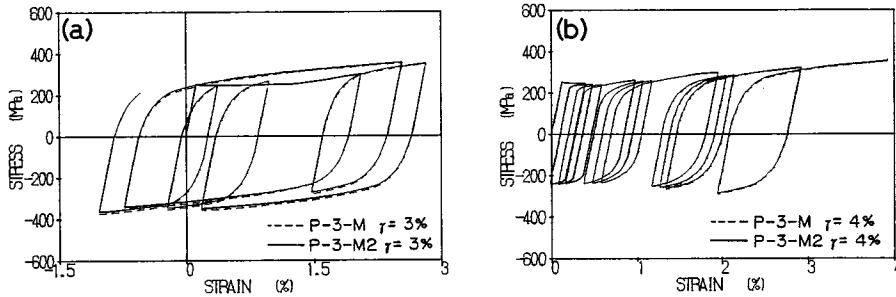 (a)
600
400
200
0
-200
-400
-600
-1.5
0
1.5
3
STRESS (MPa)
STRAIN (%)
P-3-M γ= 3%
P-3-M2 γ= 3%
(b)
600
400
200
0
-200
-400
-600
0
1
2
3
4
STRESS (MPa)
STRAIN (%)
P-3-M γ= 4%
P-3-M2 γ= 4%